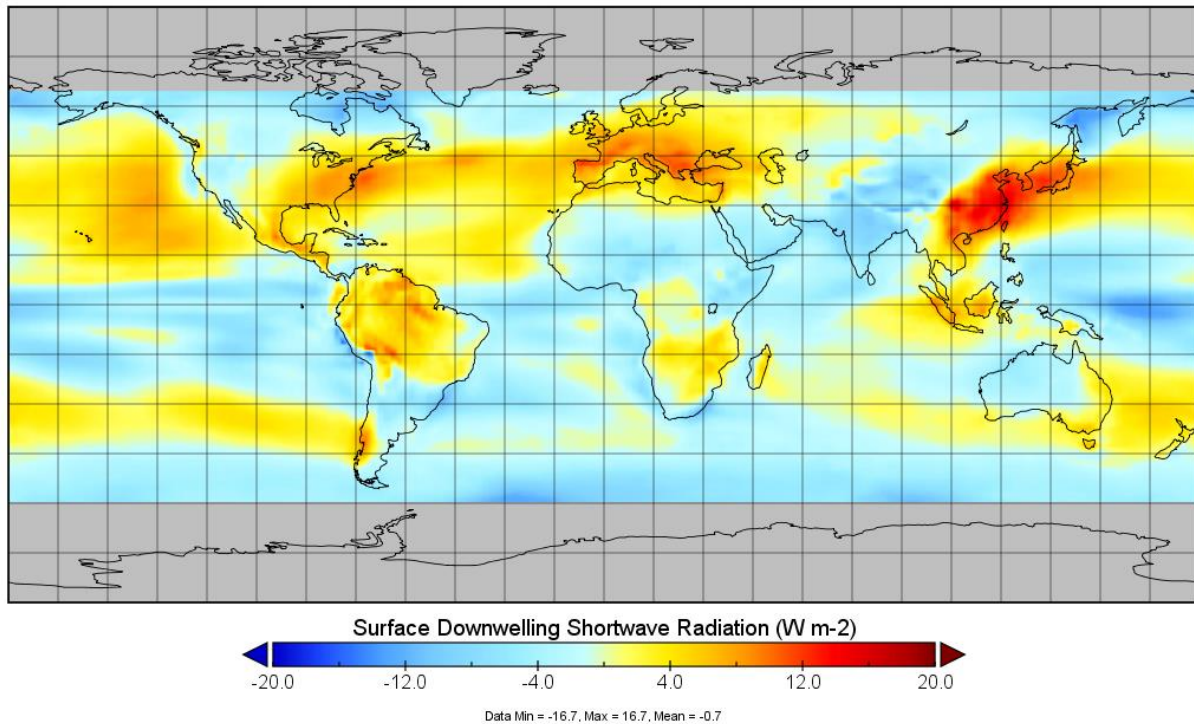 Surface Downwelling Shortwave Radiation (W m-2)
-20.0 -12.0 -4.0 4.0 12.0 20.0
Data Min = -16.7, Max = 16.7, Mean = -0.7